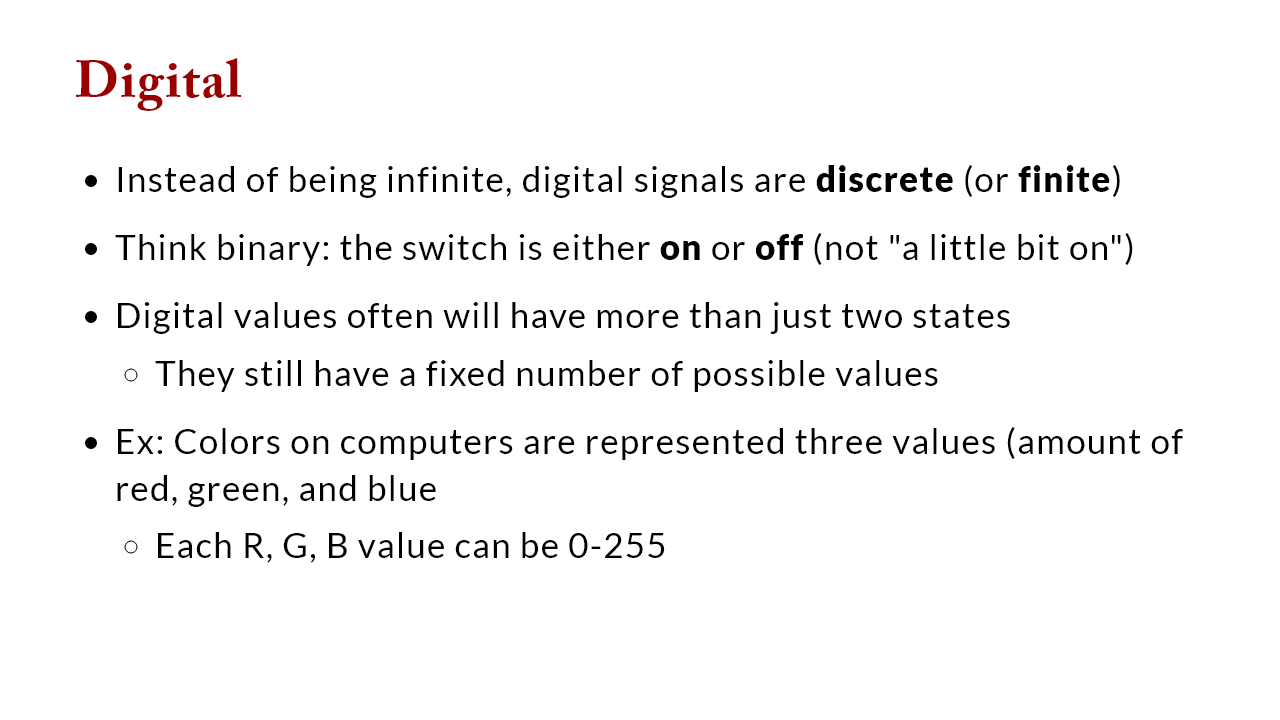 Digital
• Instead of being infinite, digital signals are discrete (or finite)
• Think binary: the switch is either on or off (not "a little bit on")
• Digital values often will have more than just two states
○ They still have a fixed number of possible values
• Ex: Colors on computers are represented three values (amount of
red, green, and blue
○ Each R, G, B value can be 0-255